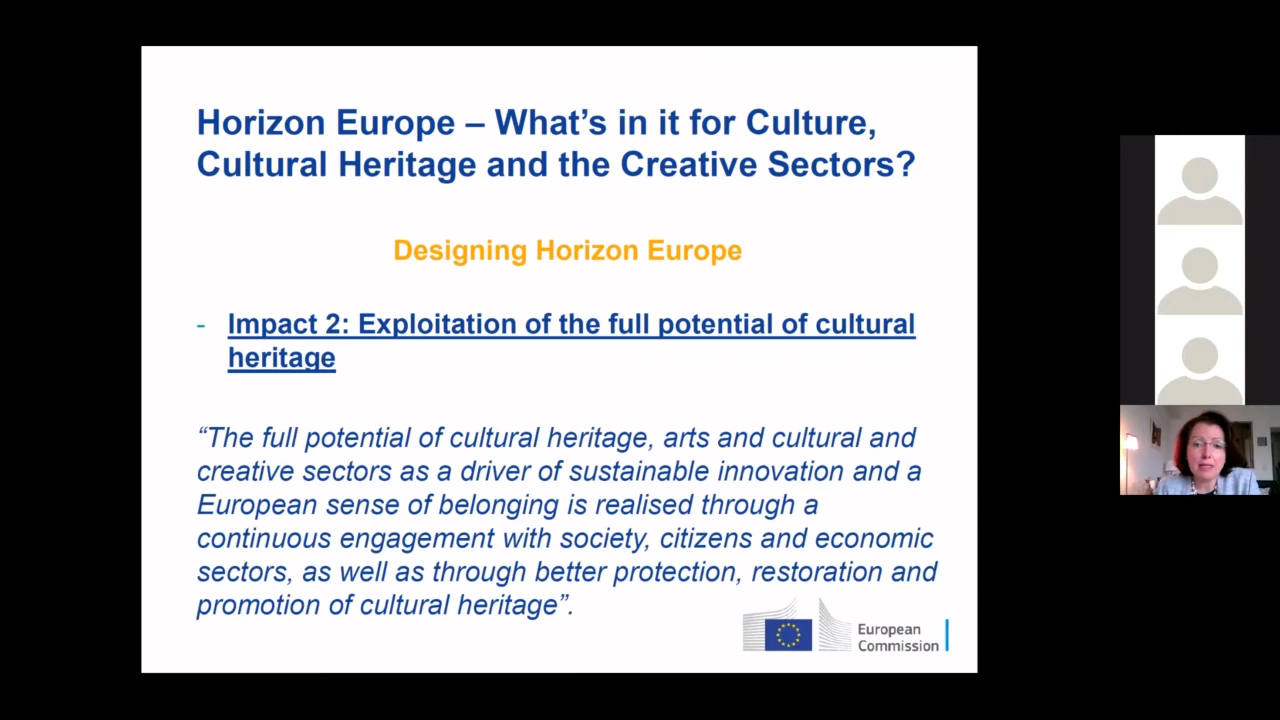 Horizon Europe – What’s in it for Culture,
Cultural Heritage and the Creative Sectors?
Designing Horizon Europe
- Impact 2: Exploitation of the full potential of cultural
heritage
“The full potential of cultural heritage, arts and cultural and
creative sectors as a driver of sustainable innovation and a
European sense of belonging is realised through a
continuous engagement with society, citizens and economic
sectors, as well as through better protection, restoration and
promotion of cultural heritage”.
European
Commission